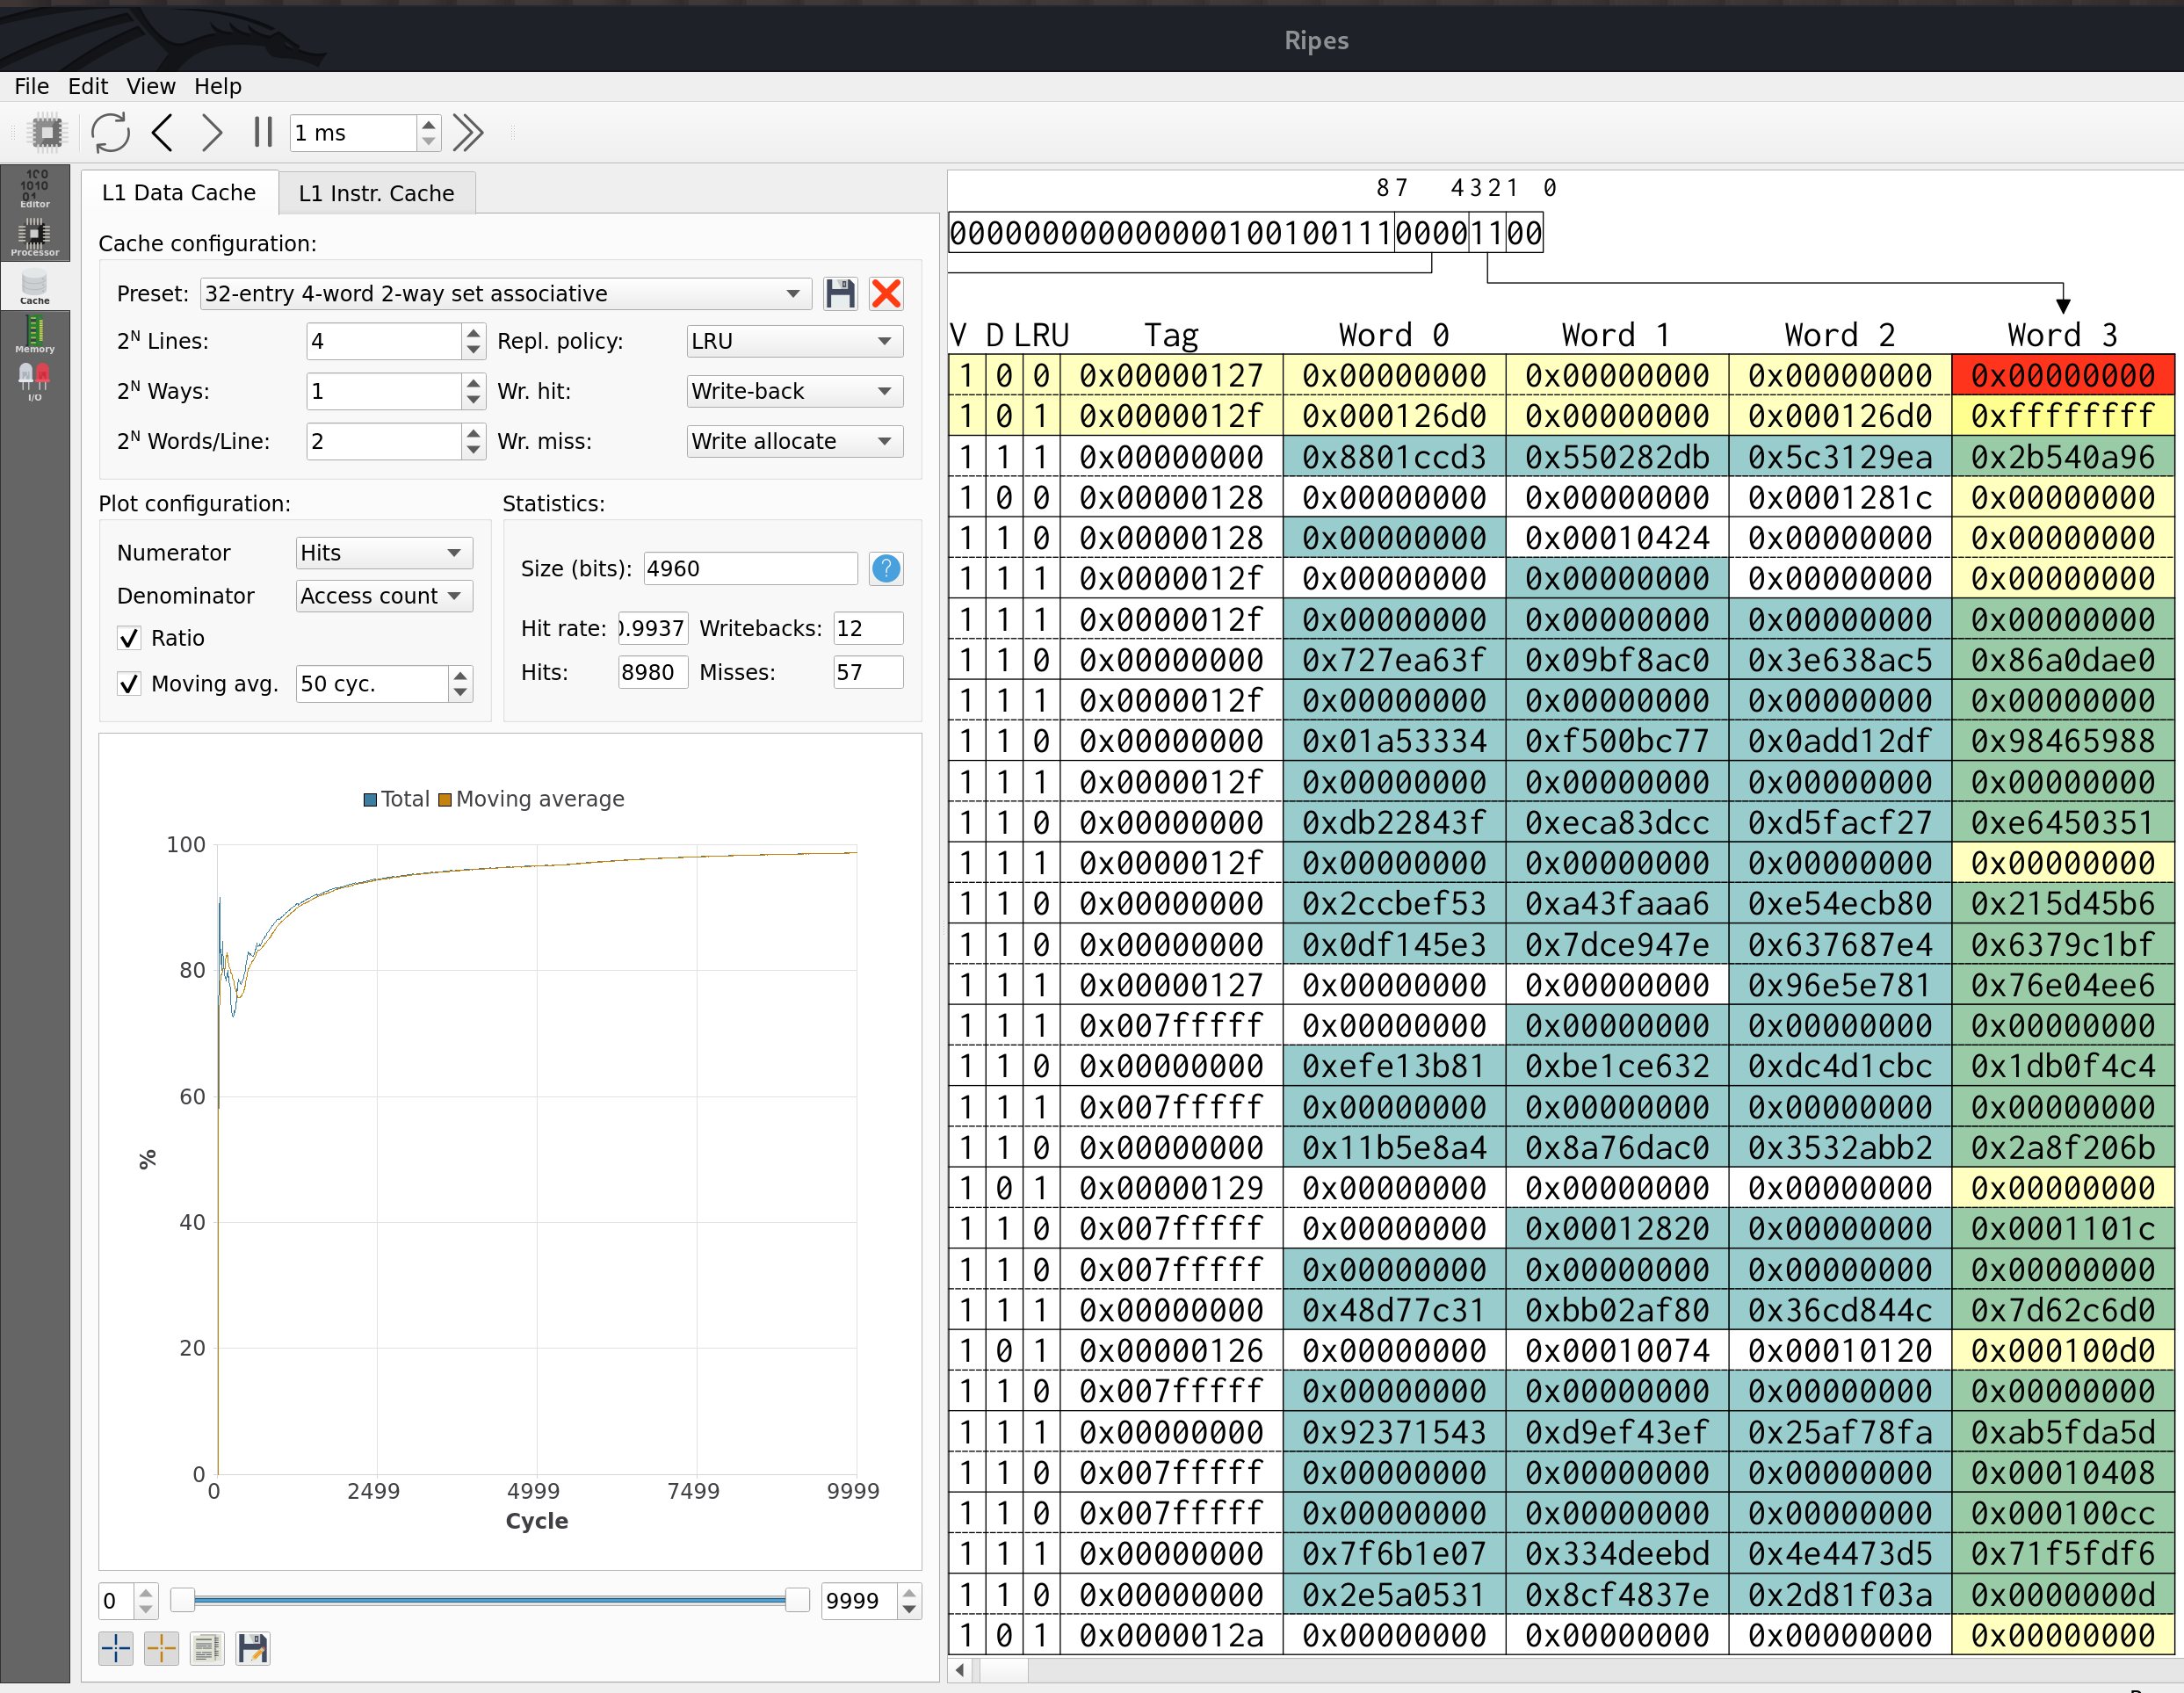 Ripes
File Edit View Help
1 ms
100
1010
01
Editor
Processor
Cache
Memory
I/O
L1 Data Cache L1 Instr. Cache
Cache configuration:
Preset: 32-entry 4-word 2-way set associative
2^N Lines: 4 Repl. policy: LRU
2^N Ways: 1 Wr. hit: Write-back
2^N Words/Line: 2 Wr. miss: Write allocate
Plot configuration:
Numerator Hits
Denominator Access count
Ratio
Moving avg. 50 cyc.
Statistics:
Size (bits): 4960 ?
Hit rate: 0.9937 Writebacks: 12
Hits: 8980 Misses: 57
Total Moving average
100
80
60
40
20
0
%
0 2499 4999 7499 9999
Cycle
0 9999
8 7 4 3 2 1 0
00000000000000010010011100001100
V D LRU Tag Word 0 Word 1 Word 2 Word 3
1 0 0 0x00000127 0x00000000 0x00000000 0x00000000 0x00000000
1 0 1 0x0000012f 0x000126d0 0x00000000 0x000126d0 0xffffffff
1 1 1 0x00000000 0x8801ccd3 0x550282db 0x5c3129ea 0x2b540a96
1 0 0 0x00000128 0x00000000 0x00000000 0x0001281c 0x00000000
1 1 0 0x00000128 0x00000000 0x00010424 0x00000000 0x00000000
1 1 1 0x0000012f 0x00000000 0x00000000 0x00000000 0x00000000
1 1 1 0x0000012f 0x00000000 0x00000000 0x00000000 0x00000000
1 1 0 0x00000000 0x727ea63f 0x09bf8ac0 0x3e638ac5 0x86a0dae0
1 1 1 0x0000012f 0x00000000 0x00000000 0x00000000 0x00000000
1 1 0 0x00000000 0x01a53334 0xf500bc77 0x0add12df 0x98465988
1 1 1 0x0000012f 0x00000000 0x00000000 0x00000000 0x00000000
1 1 0 0x00000000 0xdb22843f 0xeca83dcc 0xd5facf27 0xe6450351
1 1 1 0x0000012f 0x00000000 0x00000000 0x00000000 0x00000000
1 1 0 0x00000000 0x2ccbef53 0xa43faaa6 0xe54ecb80 0x215d45b6
1 1 0 0x00000000 0x0df145e3 0x7dce947e 0x637687e4 0x6379c1bf
1 1 1 0x00000127 0x00000000 0x00000000 0x96e5e781 0x76e04ee6
1 1 1 0x007fffff 0x00000000 0x00000000 0x00000000 0x00000000
1 1 0 0x00000000 0xefe13b81 0xbe1ce632 0xdc4d1cbc 0x1db0f4c4
1 1 1 0x007fffff 0x00000000 0x00000000 0x00000000 0x00000000
1 1 0 0x00000000 0x11b5e8a4 0x8a76dac0 0x3532abb2 0x2a8f206b
1 0 1 0x00000129 0x00000000 0x00000000 0x00000000 0x00000000
1 1 0 0x007fffff 0x00000000 0x00012820 0x00000000 0x0001101c
1 1 0 0x007fffff 0x00000000 0x00000000 0x00000000 0x00000000
1 1 1 0x00000000 0x48d77c31 0xbb02af80 0x36cd844c 0x7d62c6d0
1 0 1 0x00000126 0x00000000 0x00010074 0x00010120 0x000100d0
1 1 0 0x007fffff 0x00000000 0x00000000 0x00000000 0x00000000
1 1 1 0x00000000 0x92371543 0xd9ef43ef 0x25af78fa 0xab5fda5d
1 1 0 0x007fffff 0x00000000 0x00000000 0x00000000 0x00010408
1 1 0 0x007fffff 0x00000000 0x00000000 0x00000000 0x000100cc
1 1 1 0x00000000 0x7f6b1e07 0x334deebd 0x4e4473d5 0x71f5fdf6
1 1 0 0x00000000 0x2e5a0531 0x8cf4837e 0x2d81f03a 0x0000000d
1 0 1 0x0000012a 0x00000000 0x00000000 0x00000000 0x00000000